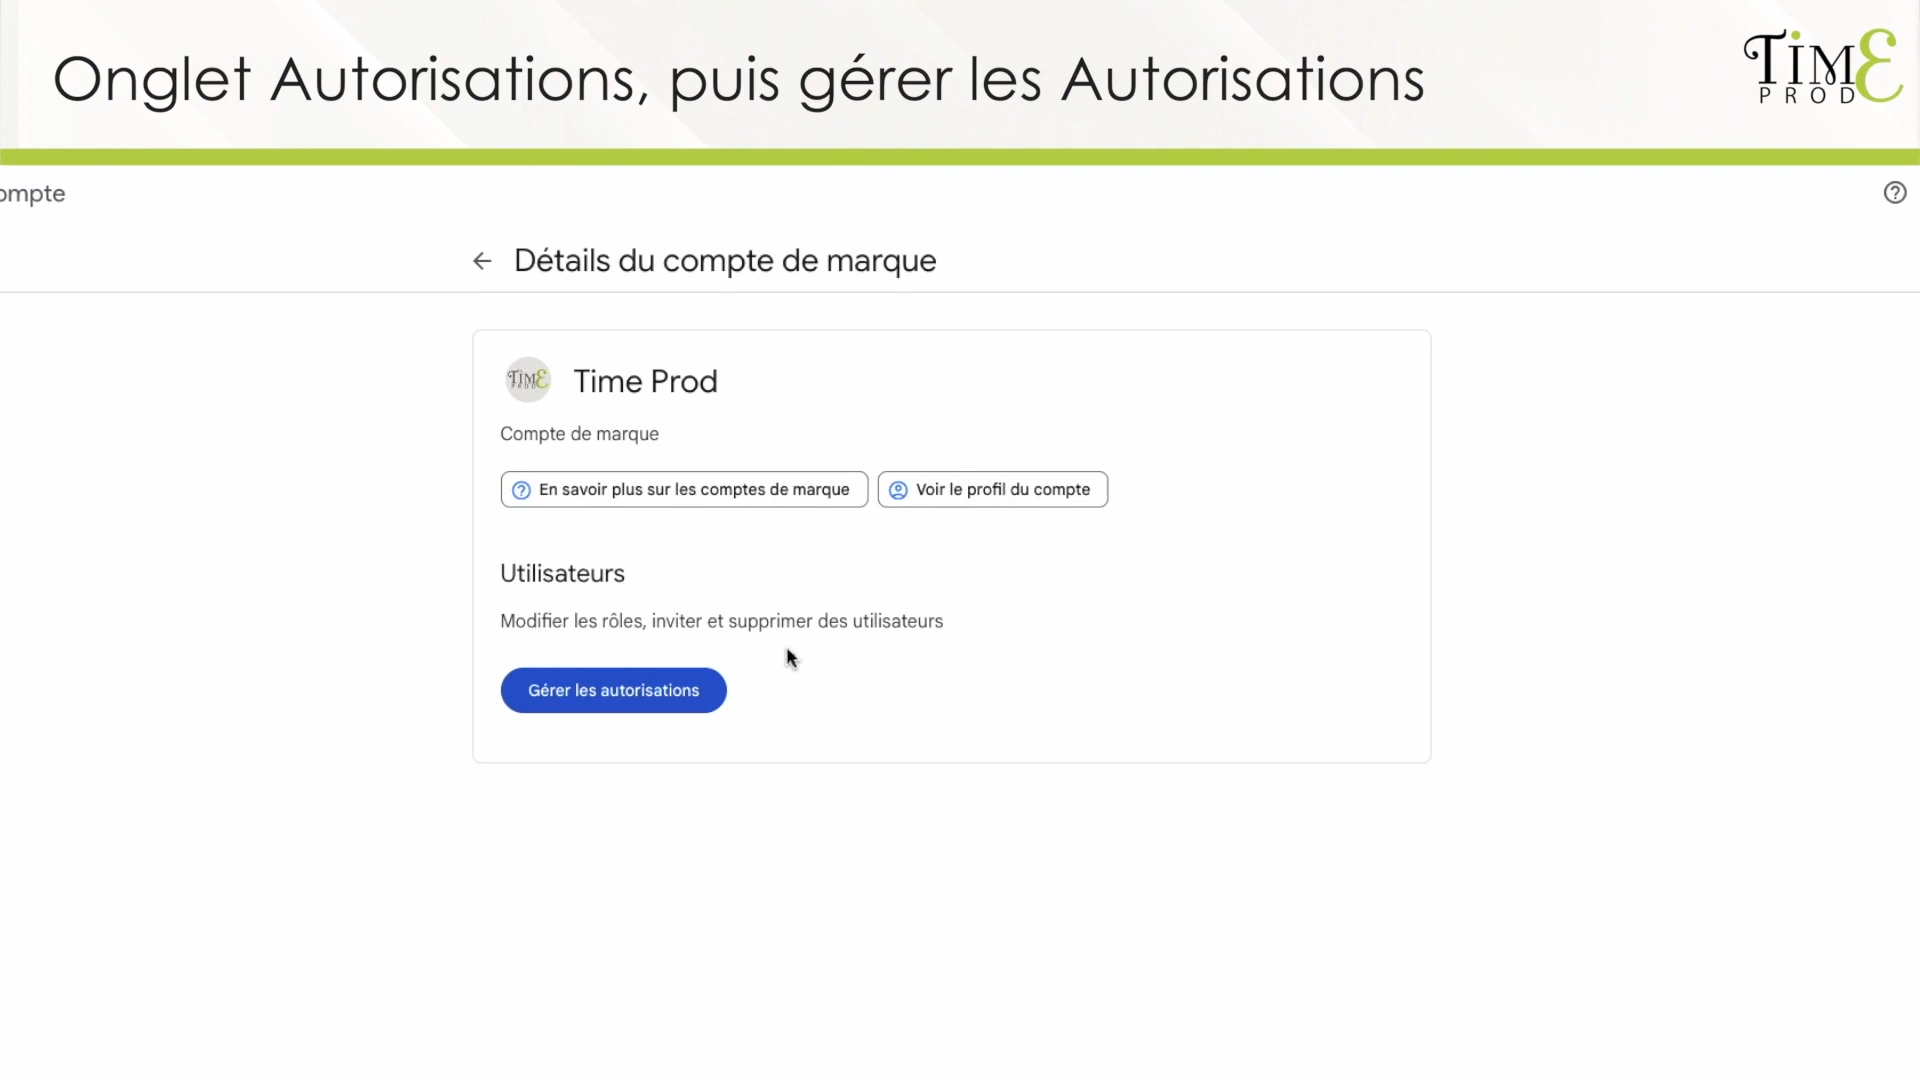 Onglet Autorisations, puis gérer les Autorisations
TimE
PROD
ompte
Détails du compte de marque
TimE
PROD
Time Prod
Compte de marque
En savoir plus sur les comptes de marque
Voir le profil du compte
Utilisateurs
Modifier les rôles, inviter et supprimer des utilisateurs
Gérer les autorisations